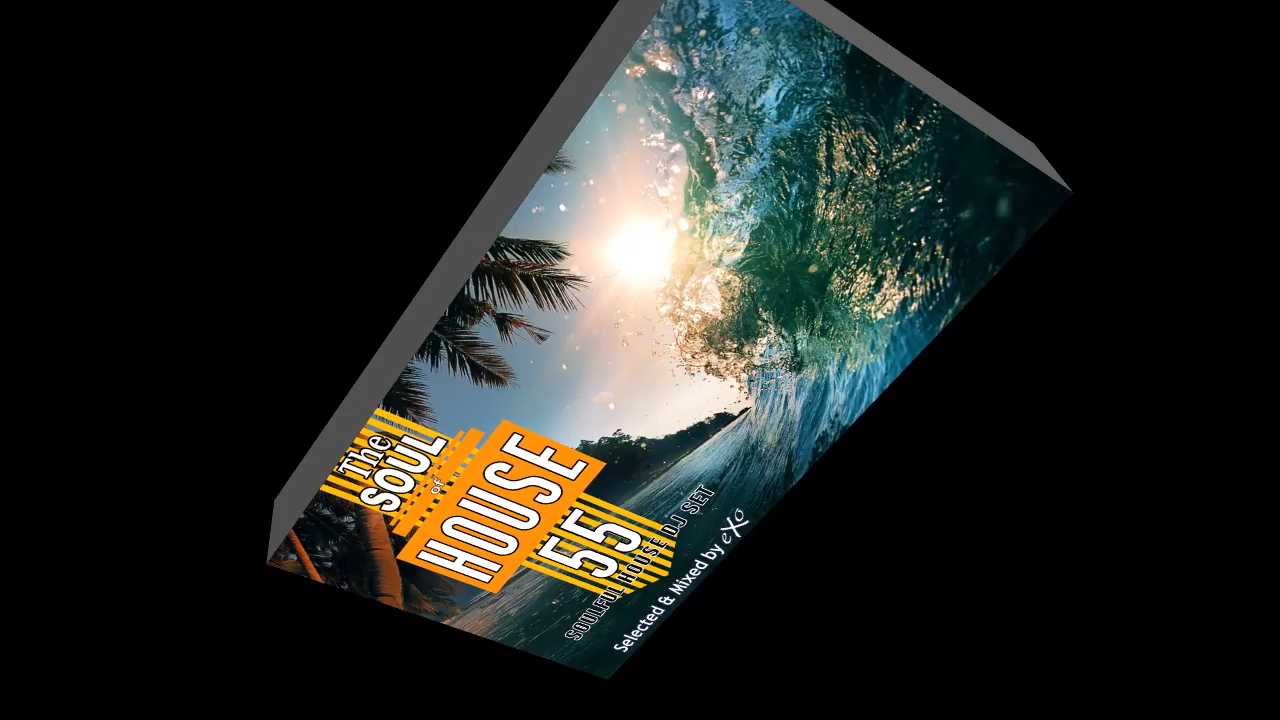 The
SOUL
of
HOUSE
55
SOULFUL HOUSE DJ SET
Selected & Mixed by eXo